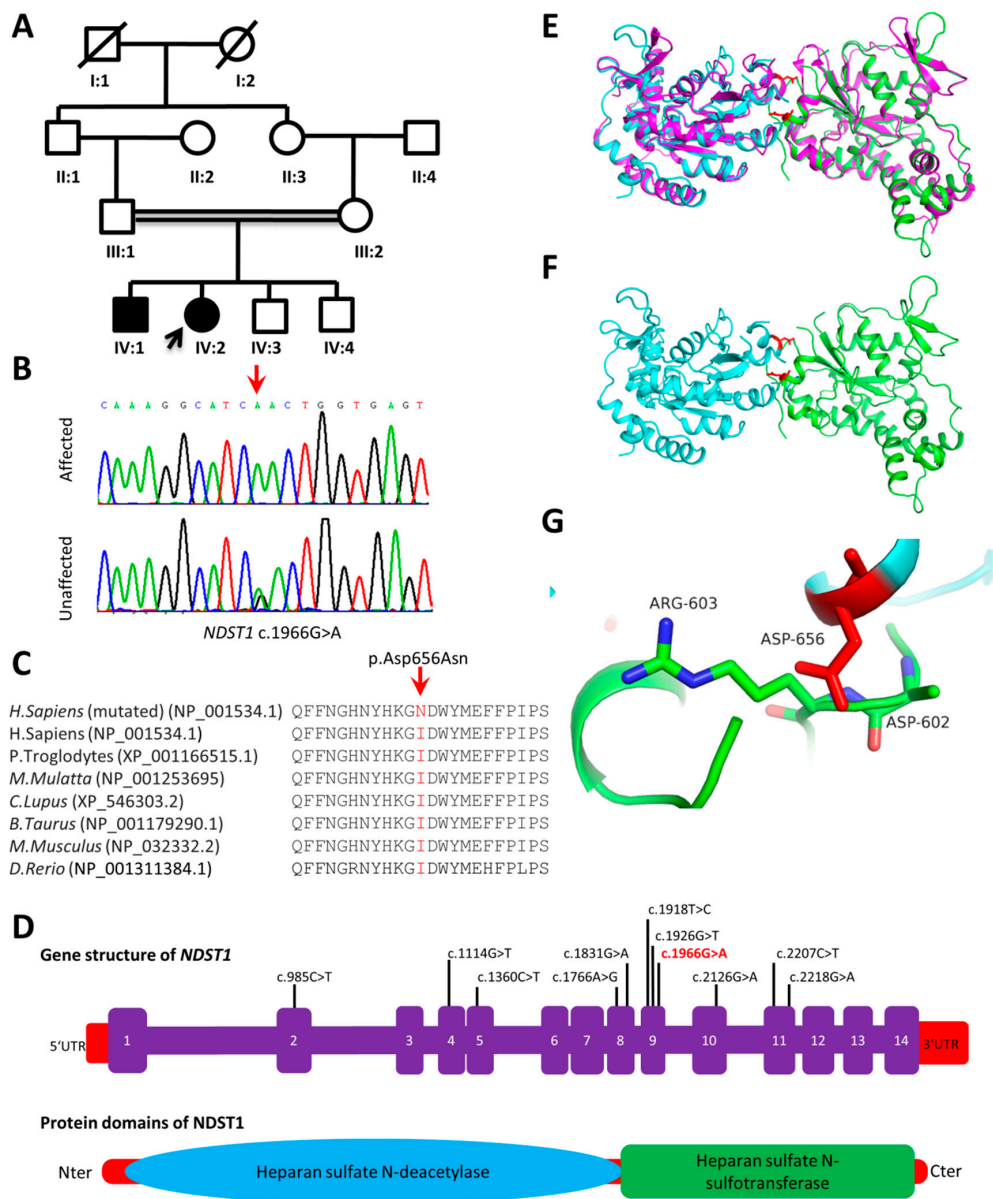 A
I:1
I:2
II:1
II:2
II:3
II:4
III:1
III:2
IV:1
IV:2
IV:3
IV:4
B
CAAAGGCATCAACTGGTGAGT
Affected
Unaffected
NDST1 c.1966G>A
C
p.Asp656Asn
H.Sapiens (mutated) (NP_001534.1) QFFNGHNYHKGNDWYMEFFPIPS
H.Sapiens (NP_001534.1) QFFNGHNYHKGIDWYMEFFPIPS
P.Troglodytes (XP_001166515.1) QFFNGHNYHKGIDWYMEFFPIPS
M.Mulatta (NP_001253695) QFFNGHNYHKGIDWYMEFFPIPS
C.Lupus (XP_546303.2) QFFNGHNYHKGIDWYMEFFPIPS
B.Taurus (NP_001179290.1) QFFNGHNYHKGIDWYMEFFPIPS
M.Musculus (NP_032332.2) QFFNGHNYHKGIDWYMEFFPIPS
D.Rerio (NP_001311384.1) QFFNGRNYHKGIDWYMEHFPLPS
E
F
G
ARG-603
ASP-656
ASP-602
D
Gene structure of NDST1
c.985C>T
c.1114G>T
c.1360C>T
c.1831G>A
c.1766A>G
c.1918T>C
c.1926G>T
c.1966G>A
c.2126G>A
c.2207C>T
c.2218G>A
5'UTR
1
2
3
4
5
6
7
8
9
10
11
12
13
14
3'UTR
Protein domains of NDST1
Nter
Heparan sulfate N-deacetylase
Heparan sulfate N-
sulfotransferase
Cter